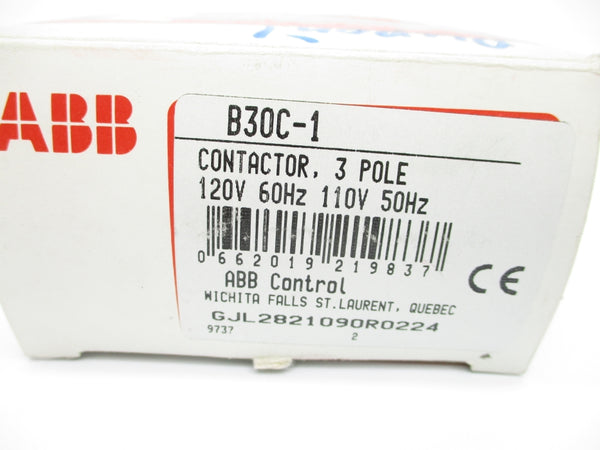 ABB
B30C-1
CONTACTOR, 3 POLE
120V 60Hz 110V 50Hz
0 662019 219837
ABB Control
CE
WICHITA FALLS ST.LAURENT, QUEBEC
GJL2821090R0224
9737 2